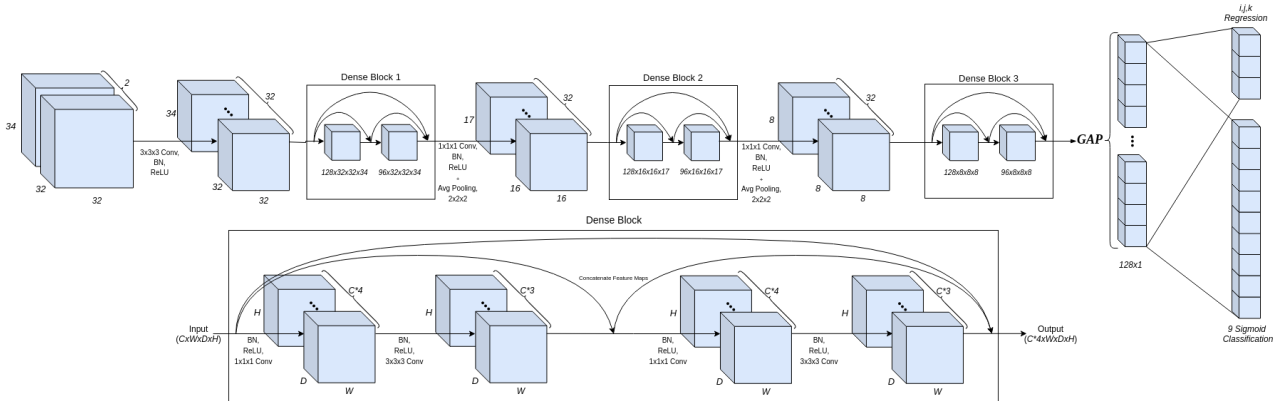 i,j,k
Regression
Dense Block 1
Dense Block 2
Dense Block 3
2
34
32
32
3x3x3 Conv,
BN,
ReLU
34
32
32
32
128x32x32x34
96x32x32x34
1x1x1 Conv,
BN,
ReLU
+
Avg Pooling,
2x2x2
17
32
16
16
128x16x16x17
96x16x16x17
1x1x1 Conv,
BN,
ReLU
+
Avg Pooling,
2x2x2
8
32
8
8
128x8x8x8
96x8x8x8
GAP
128x1
9 Sigmoid
Classification
Dense Block
Input
(CxWxDxH)
BN,
ReLU,
1x1x1 Conv
H
C*4
D
W
BN,
ReLU,
3x3x3 Conv
H
C*3
D
W
Concatenate Feature Maps
BN,
ReLU,
1x1x1 Conv
H
C*4
D
W
BN,
ReLU,
3x3x3 Conv
H
C*3
D
W
Output
(C*4xWxDxH)